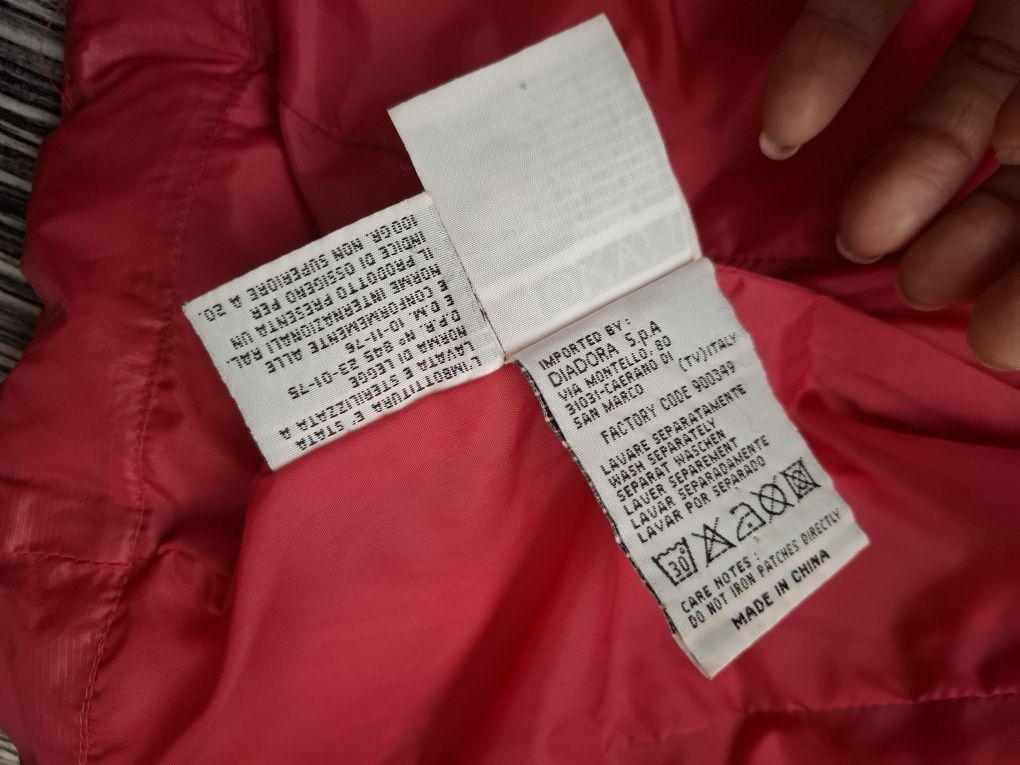 L'IMBOTTITURA E' STATA
LAVATA E STERILIZZATA A
NORMA DI LEGGE
D.P.R. N° 845 23-01-75
E C.M. 10-11-76
E CONFORMEMENTE ALLE
NORME INTERNAZIONALI RAL.
IL PRODOTTO PRESENTA UN
INDICE DI OSSIGENO PER
100GR. NON SUPERIORE A 20.
IMPORTED BY:
DIADORA S.p.A
VIA MONTELLO, 80
31031-CAERANO DI
SAN MARCO (TV)ITALY
FACTORY CODE 900349
LAVARE SEPARATAMENTE
WASH SEPARATELY
SEPARAT WASCHEN
LAVER SEPAREMENT
LAVAR SEPARADAMENTE
LAVAR POR SEPARADO
30°
CARE NOTES:
DO NOT IRON PATCHES DIRECTLY
MADE IN CHINA